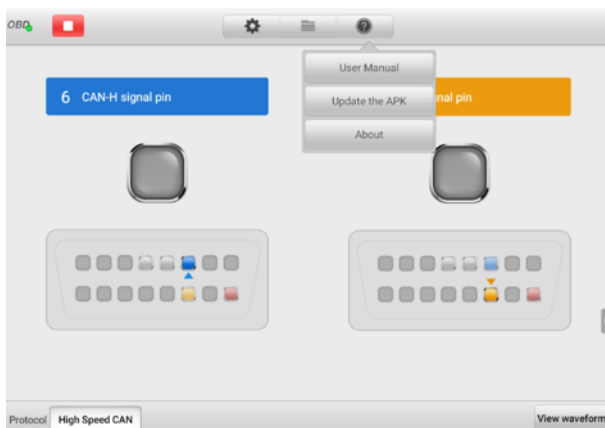 OBD
User Manual
6 CAN-H signal pin
Update the APK
nal pin
About
Protocol High Speed CAN
View waveform